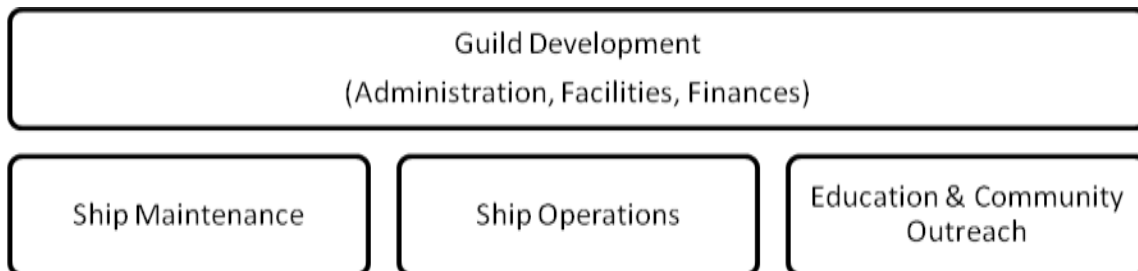 Guild Development
(Administration, Facilities, Finances)
Ship Maintenance
Ship Operations
Education & Community
Outreach